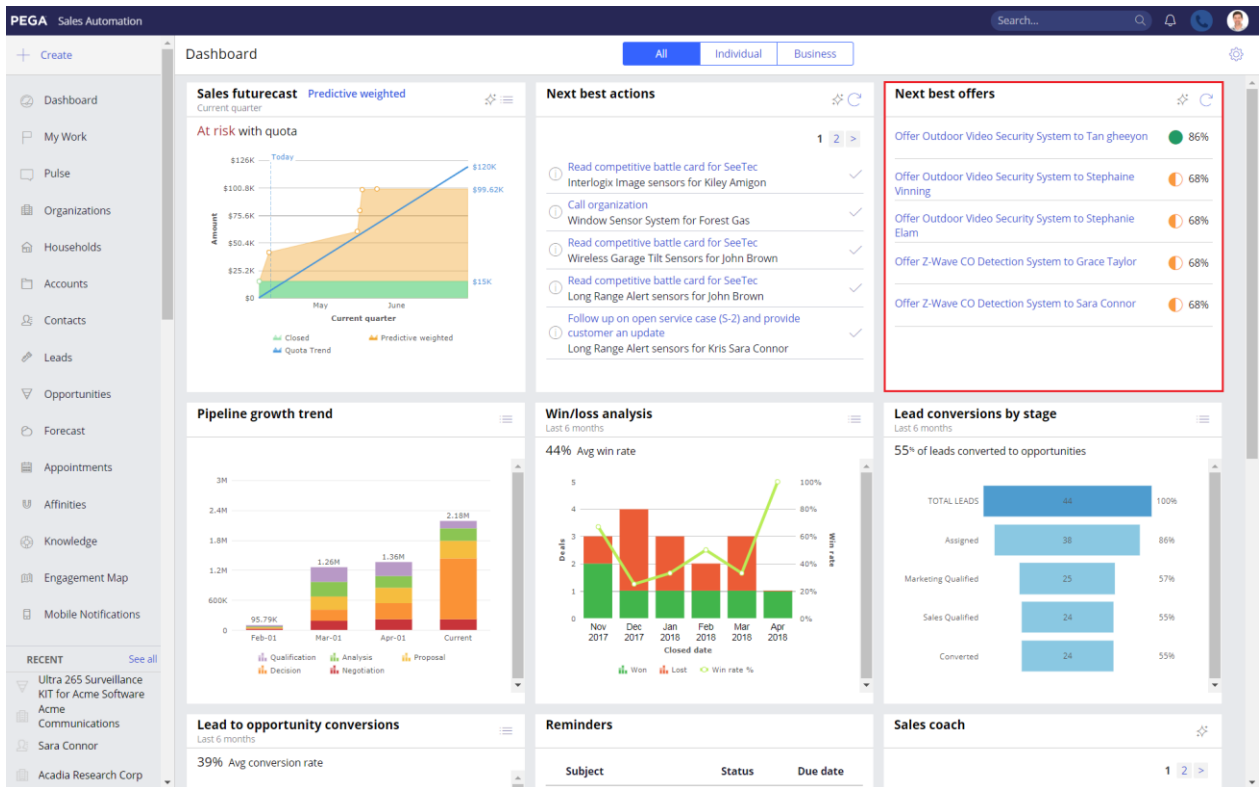 PEGA Sales Automation
Search...
Create
Dashboard
My Work
Pulse
Organizations
Households
Accounts
Contacts
Leads
Opportunities
Forecast
Appointments
Affinities
Knowledge
Engagement Map
Mobile Notifications
RECENT See all
Ultra 265 Surveillance
KIT for Acme Software
Acme
Communications
Sara Connor
Acadia Research Corp
Dashboard
All Individual Business
Sales futurecast Predictive weighted
Current quarter
At risk with quota
Today
$126K
$100.8K
$75.6K
$50.4K
$25.2K
$0
Amount
$120K
$99.62K
$15K
May June
Current quarter
Closed Predictive weighted
Quota Trend
Next best actions
1 2 >
Read competitive battle card for SeeTec
Interlogix Image sensors for Kiley Amigon
Call organization
Window Sensor System for Forest Gas
Read competitive battle card for SeeTec
Wireless Garage Tilt Sensors for John Brown
Read competitive battle card for SeeTec
Long Range Alert sensors for John Brown
Follow up on open service case (S-2) and provide
customer an update
Long Range Alert sensors for Kris Sara Connor
Next best offers
Offer Outdoor Video Security System to Tan gheeyon 86%
Offer Outdoor Video Security System to Stephaine
Vinning
68%
Offer Outdoor Video Security System to Stephanie
Elam
68%
Offer Z-Wave CO Detection System to Grace Taylor 68%
Offer Z-Wave CO Detection System to Sara Connor 68%
Pipeline growth trend
3M
2.4M
1.8M
1.2M
600K
0
95.79K
1.26M
1.36M
2.18M
Feb-01 Mar-01 Apr-01 Current
Qualification Analysis Proposal
Decision Negotiation
Win/loss analysis
Last 6 months
44% Avg win rate
5
4
3
2
1
0
Deals
100%
80%
60%
40%
20%
0%
Win rate
Nov Dec Jan Feb Mar Apr
2017 2017 2018 2018 2018 2018
Closed date
Won Lost Win rate %
Lead conversions by stage
Last 6 months
55% of leads converted to opportunities
TOTAL LEADS 44 100%
Assigned 38 86%
Marketing Qualified 25 57%
Sales Qualified 24 55%
Converted 24 55%
Lead to opportunity conversions
Last 6 months
39% Avg conversion rate
Reminders
Subject Status Due date
Sales coach
1 2 >